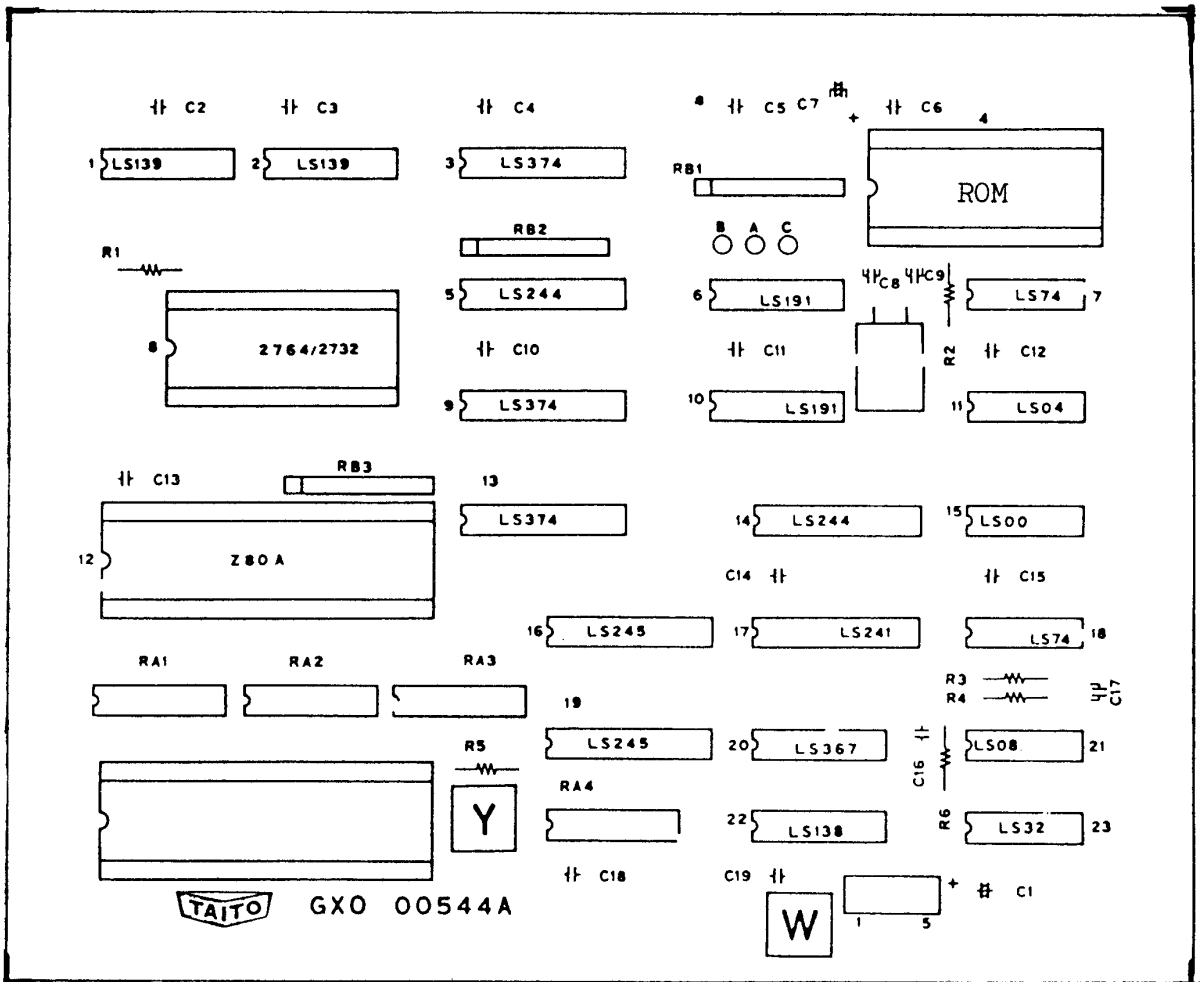 C2
C3
C4
C5
C7
+
C6
4
1 LS139
2 LS139
3 LS374
RB1
ROM
B A C
R1
RB2
5 LS244
6 LS191
C8
C9
LS74 7
8 2764/2732
C10
C11
R2
C12
9 LS374
10 LS191
11 LS04
C13
RB3
13
LS374
14 LS244
15 LS00
12 Z80A
C14
C15
16 LS245
17 LS241
LS74 18
RA1
RA2
RA3
R3
R4
C17
19
LS245
20 LS367
C16
LS08 21
R5
Y
RA4
22 LS138
R6
LS32 23
C18
C19
+
C1
TAITO
GXO 00544A
W
1 5